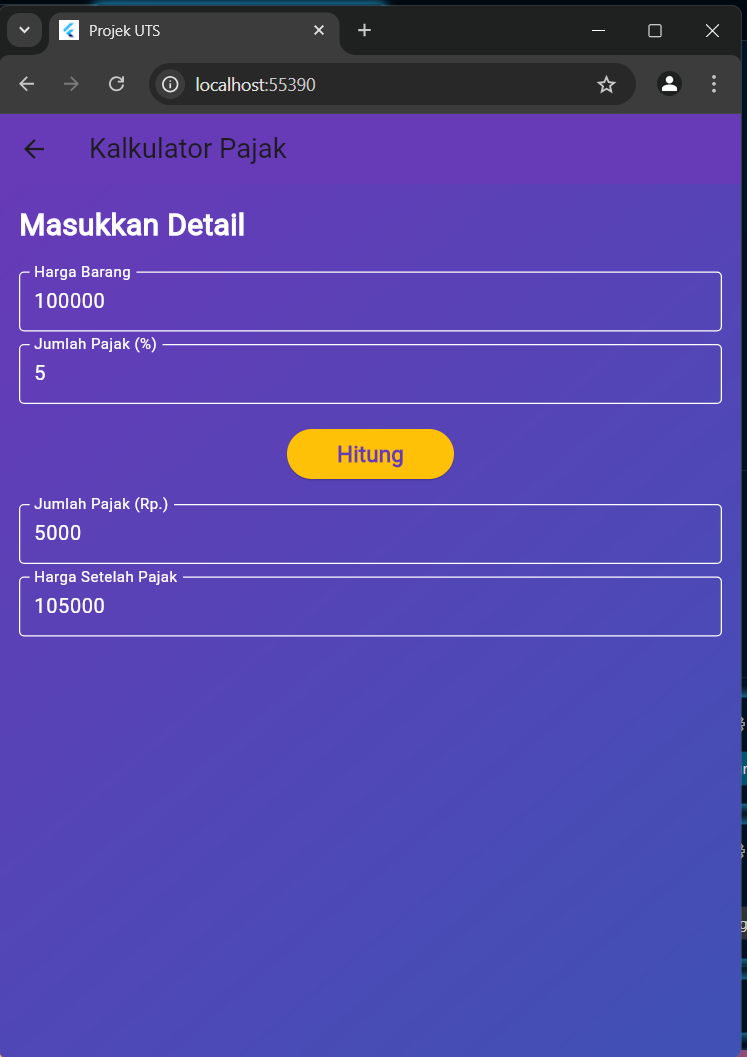 Projek UTS
localhost:55390
Kalkulator Pajak
Masukkan Detail
Harga Barang
100000
Jumlah Pajak (%)
5
Hitung
Jumlah Pajak (Rp.)
5000
Harga Setelah Pajak
105000